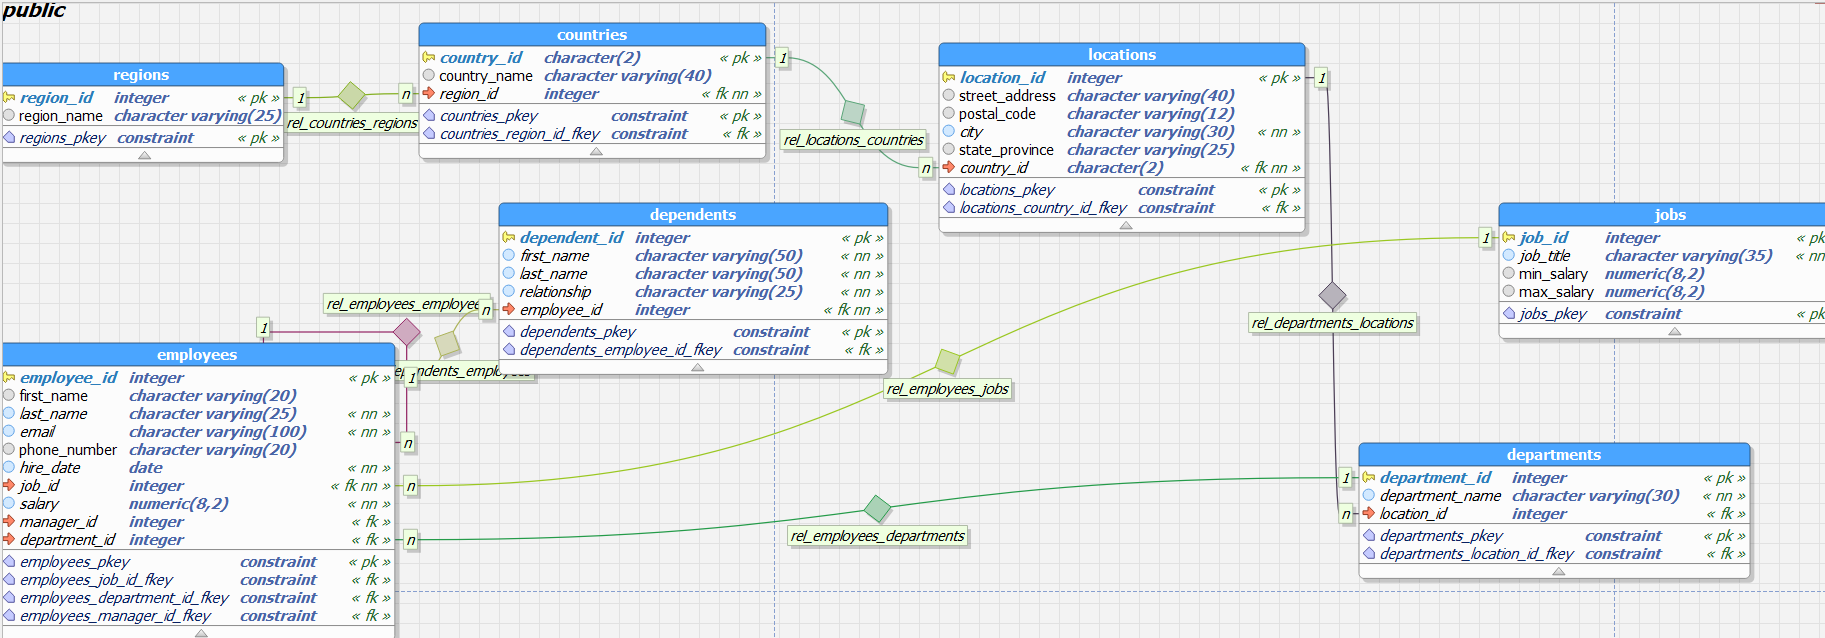 public
countries
country_id character(2) « pk »
country_name character varying(40)
region_id integer « fk nn »
countries_pkey constraint « pk »
countries_region_id_fkey constraint « fk »
regions
region_id integer « pk »
region_name character varying(25)
regions_pkey constraint « pk »
1
n
rel_countries_regions
1
n
rel_locations_countries
locations
location_id integer « pk »
street_address character varying(40)
postal_code character varying(12)
city character varying(30) « nn »
state_province character varying(25)
country_id character(2) « fk nn »
locations_pkey constraint « pk »
locations_country_id_fkey constraint « fk »
1
dependents
dependent_id integer « pk »
first_name character varying(50) « nn »
last_name character varying(50) « nn »
relationship character varying(25) « nn »
employee_id integer « fk nn »
dependents_pkey constraint « pk »
dependents_employee_id_fkey constraint « fk »
jobs
1
job_id integer « pk
job_title character varying(35) « nn
min_salary numeric(8,2)
max_salary numeric(8,2)
jobs_pkey constraint « pk
rel_employees_employee
n
1
rel_departments_locations
employees
employee_id integer « pk »
first_name character varying(20)
last_name character varying(25) « nn »
email character varying(100) « nn »
phone_number character varying(20)
hire_date date « nn »
job_id integer « fk nn »
salary numeric(8,2) « nn »
manager_id integer « fk »
department_id integer « fk »
employees_pkey constraint « pk »
employees_job_id_fkey constraint « fk »
employees_department_id_fkey constraint « fk »
employees_manager_id_fkey constraint « fk »
1
n
n
n
rel_employees_jobs
rel_employees_departments
departments
1
n
department_id integer « pk »
department_name character varying(30) « nn »
location_id integer « fk »
departments_pkey constraint « pk »
departments_location_id_fkey constraint « fk »